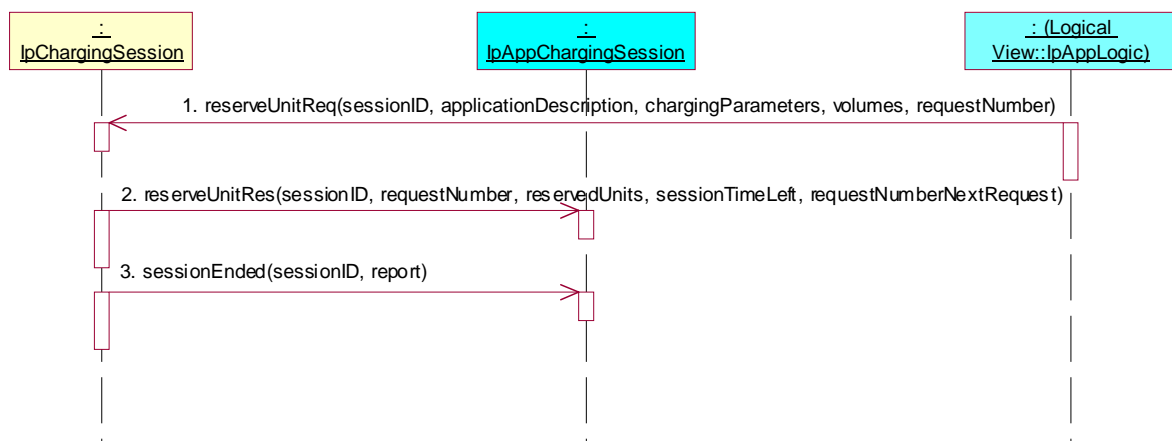 :
IpChargingSession
:
IpAppChargingSession
: (Logical
View::IpAppLogic)
1. reserveUnitReq(sessionID, applicationDescription, chargingParameters, volumes, requestNumber)
2. reserveUnitRes(sessionID, requestNumber, reservedUnits, sessionTimeLeft, requestNumberNextRequest)
3. sessionEnded(sessionID, report)